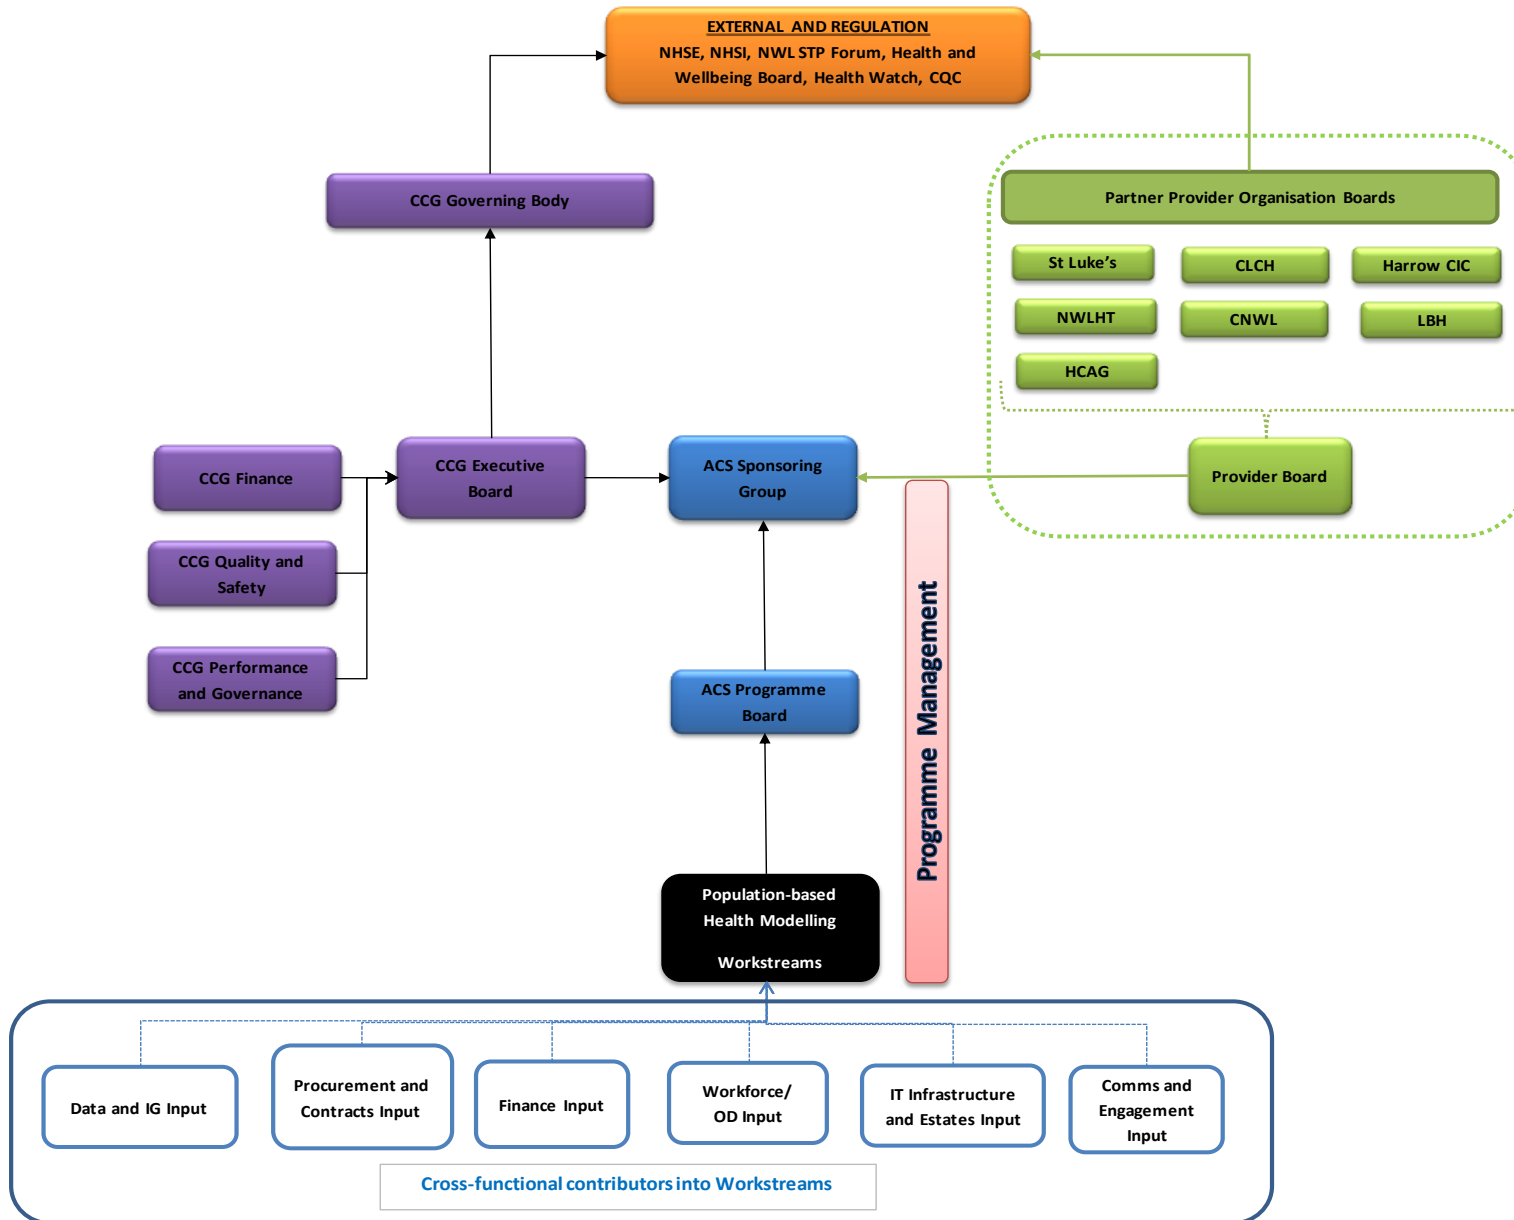 EXTERNAL AND REGULATION
NHSE, NHSI, NWL STP Forum, Health and
Wellbeing Board, Health Watch, CQC
CCG Governing Body
Partner Provider Organisation Boards
St Luke's
CLCH
Harrow CIC
NWLHT
CNWL
LBH
HCAG
CCG Finance
CCG Executive
Board
ACS Sponsoring
Group
Provider Board
CCG Quality and
Safety
CCG Performance
and Governance
ACS Programme
Board
Programme Management
Population-based
Health Modelling
Workstreams
Data and IG Input
Procurement and
Contracts Input
Finance Input
Workforce/
OD Input
IT Infrastructure
and Estates Input
Comms and
Engagement
Input
Cross-functional contributors into Workstreams